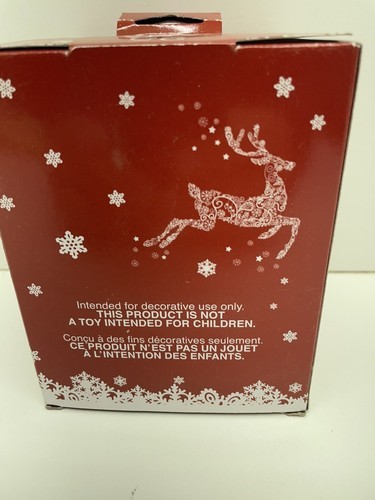 Intended for decorative use only.
THIS PRODUCT IS NOT
A TOY INTENDED FOR CHILDREN.
Conçu à des fins décoratives seulement.
CE PRODUIT N'EST PAS UN JOUET
À L'INTENTION DES ENFANTS.